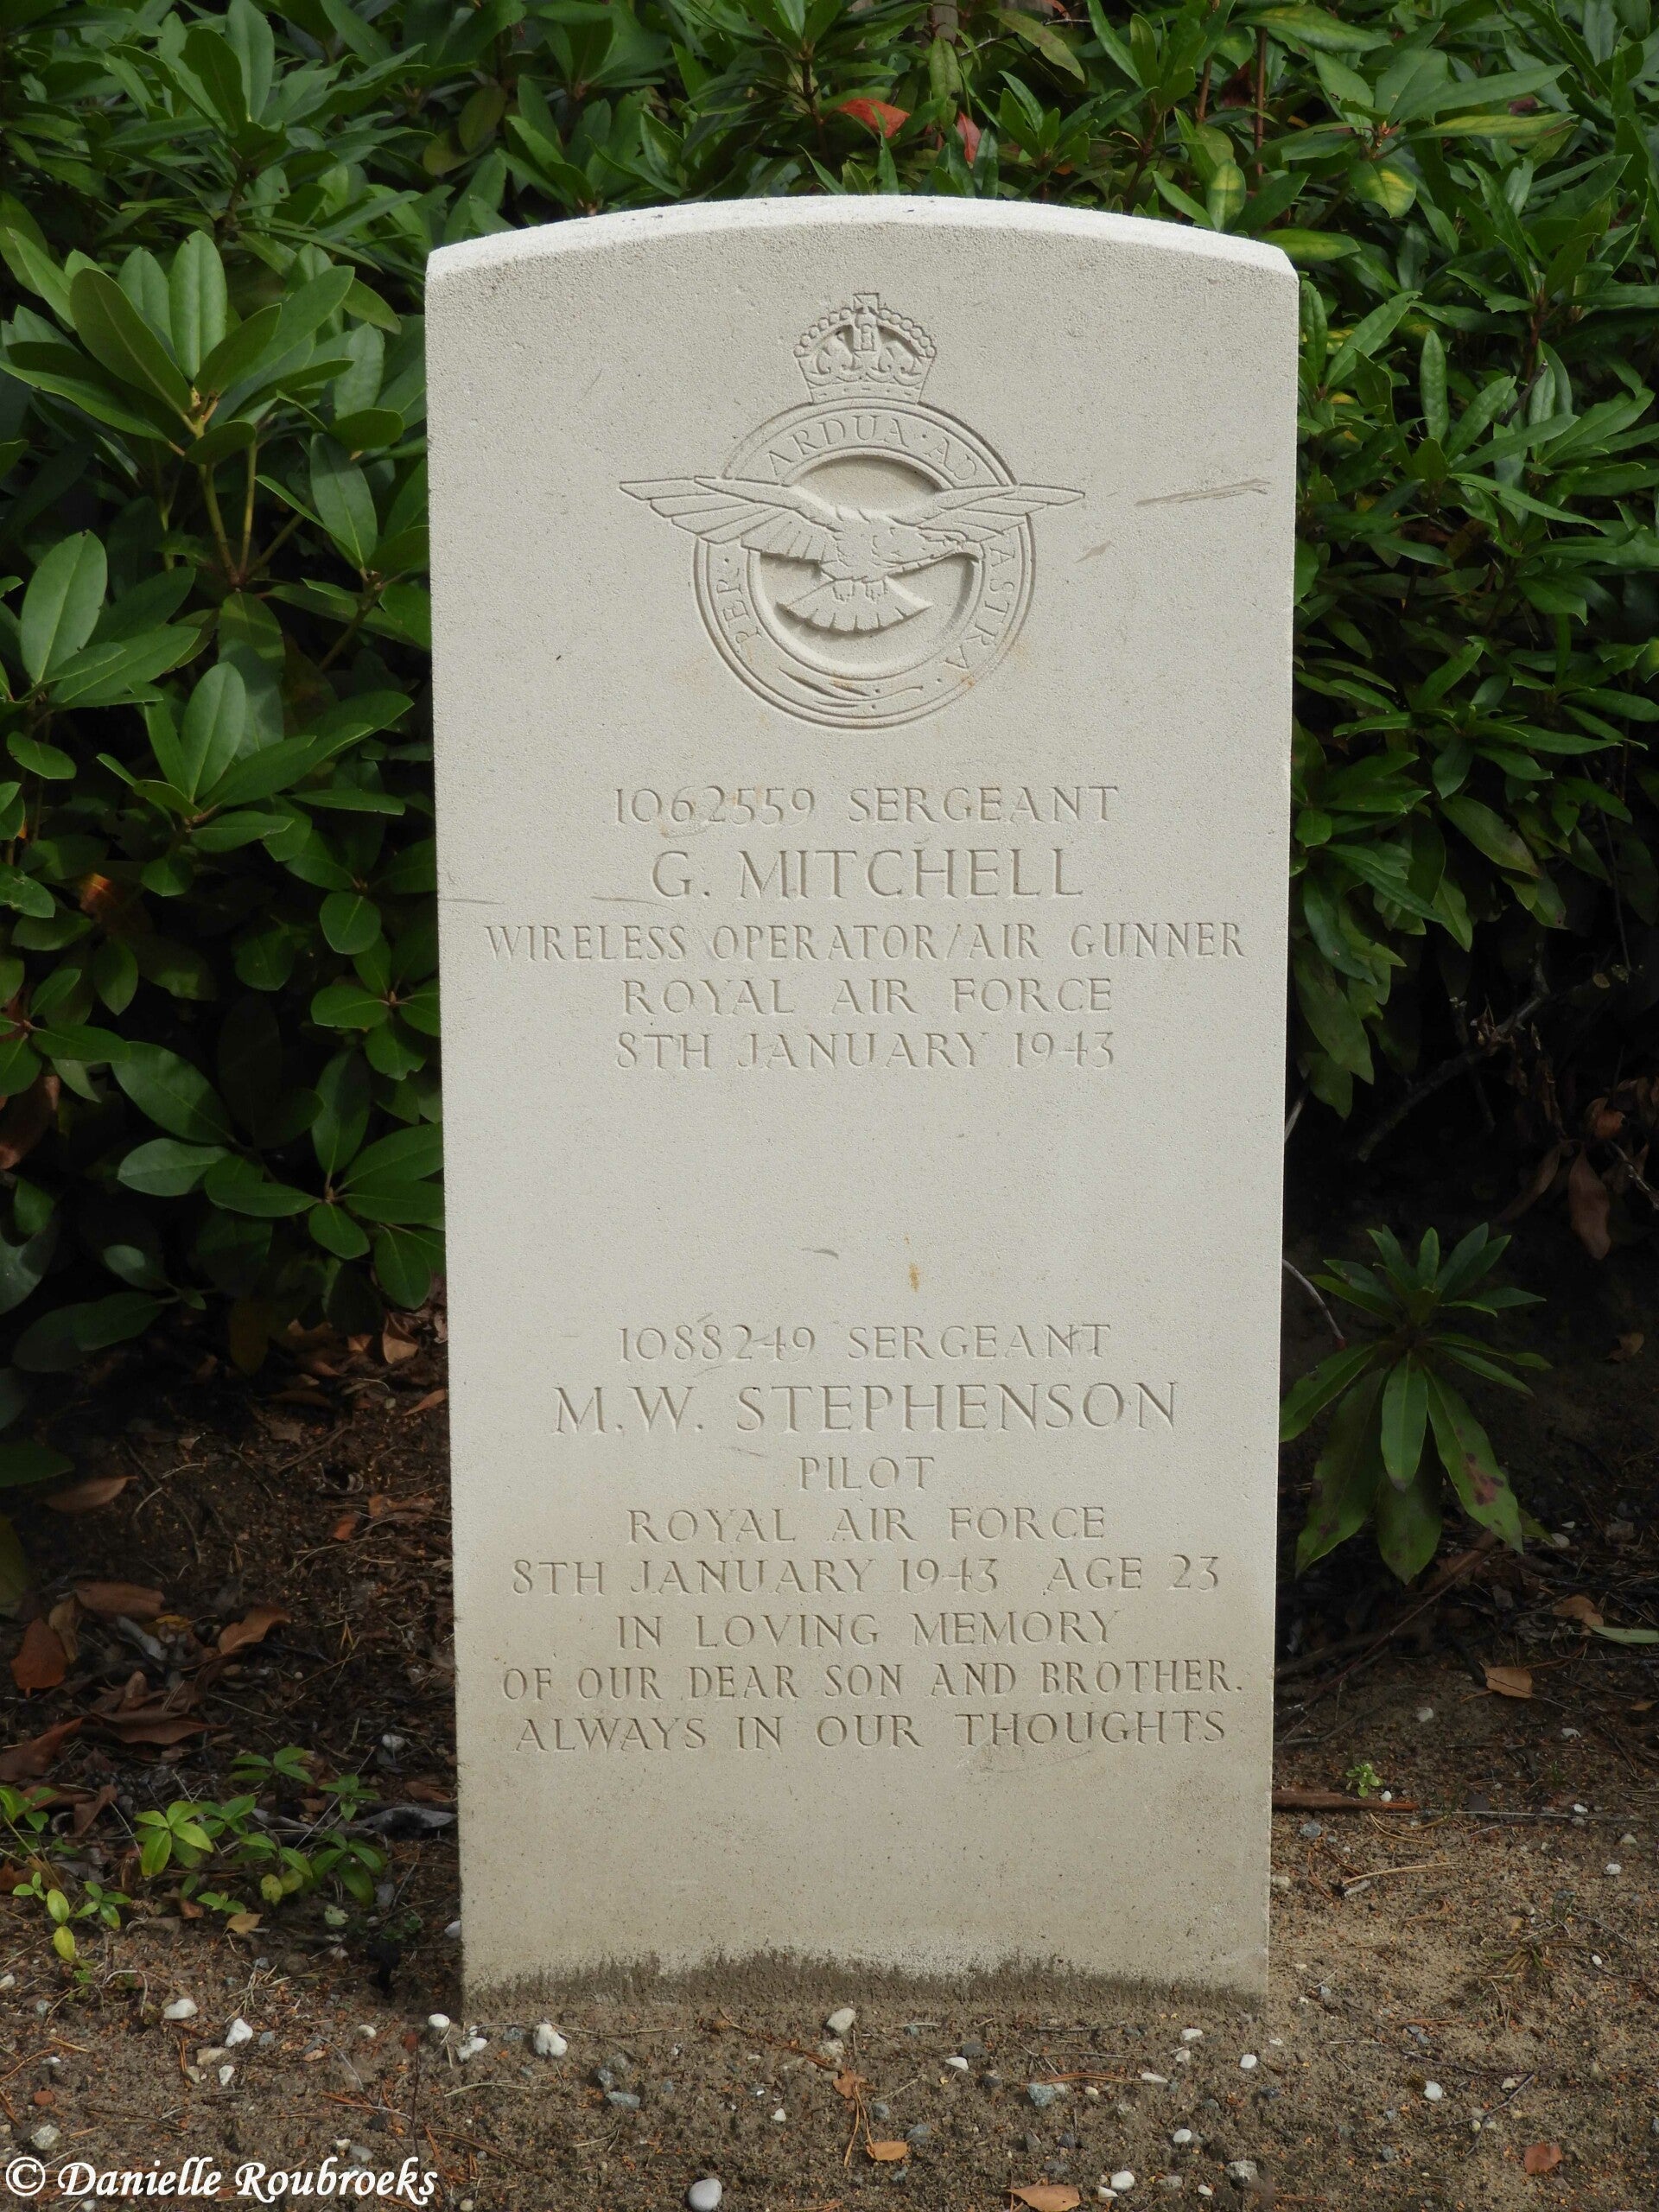 PER · ARDUA · AD ASTRA ·
1062559 SERGEANT
G. MITCHELL
WIRELESS OPERATOR/AIR GUNNER
ROYAL AIR FORCE
8TH JANUARY 1943
1088249 SERGEANT
M.W. STEPHENSON
PILOT
ROYAL AIR FORCE
8TH JANUARY 1943 AGE 23
IN LOVING MEMORY
OF OUR DEAR SON AND BROTHER.
ALWAYS IN OUR THOUGHTS
© Danielle Roubroeks